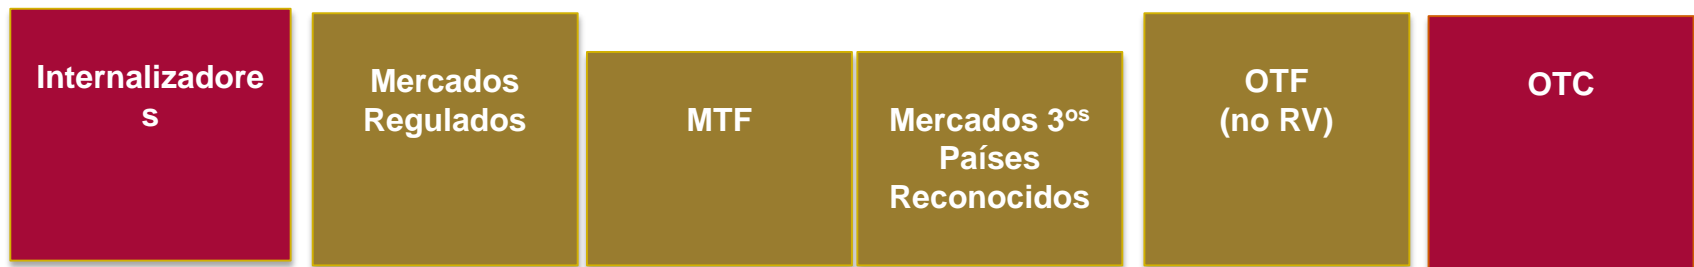 Internalizadore
s
Mercados
Regulados
MTF
Mercados 3os
Países
Reconocidos
OTF
(no RV)
OTC